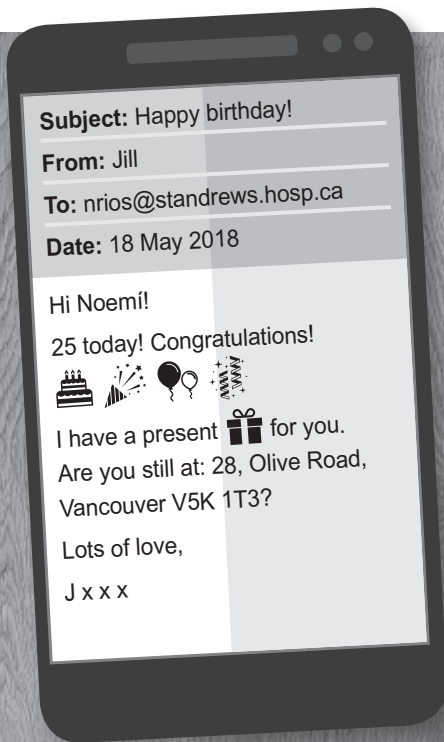 Subject: Happy birthday!
From: Jill
To: nrios@standrews.hosp.ca
Date: 18 May 2018
Hi Noemí!
25 today! Congratulations!
I have a present for you.
Are you still at: 28, Olive Road,
Vancouver V5K 1T3?
Lots of love,
J x x x